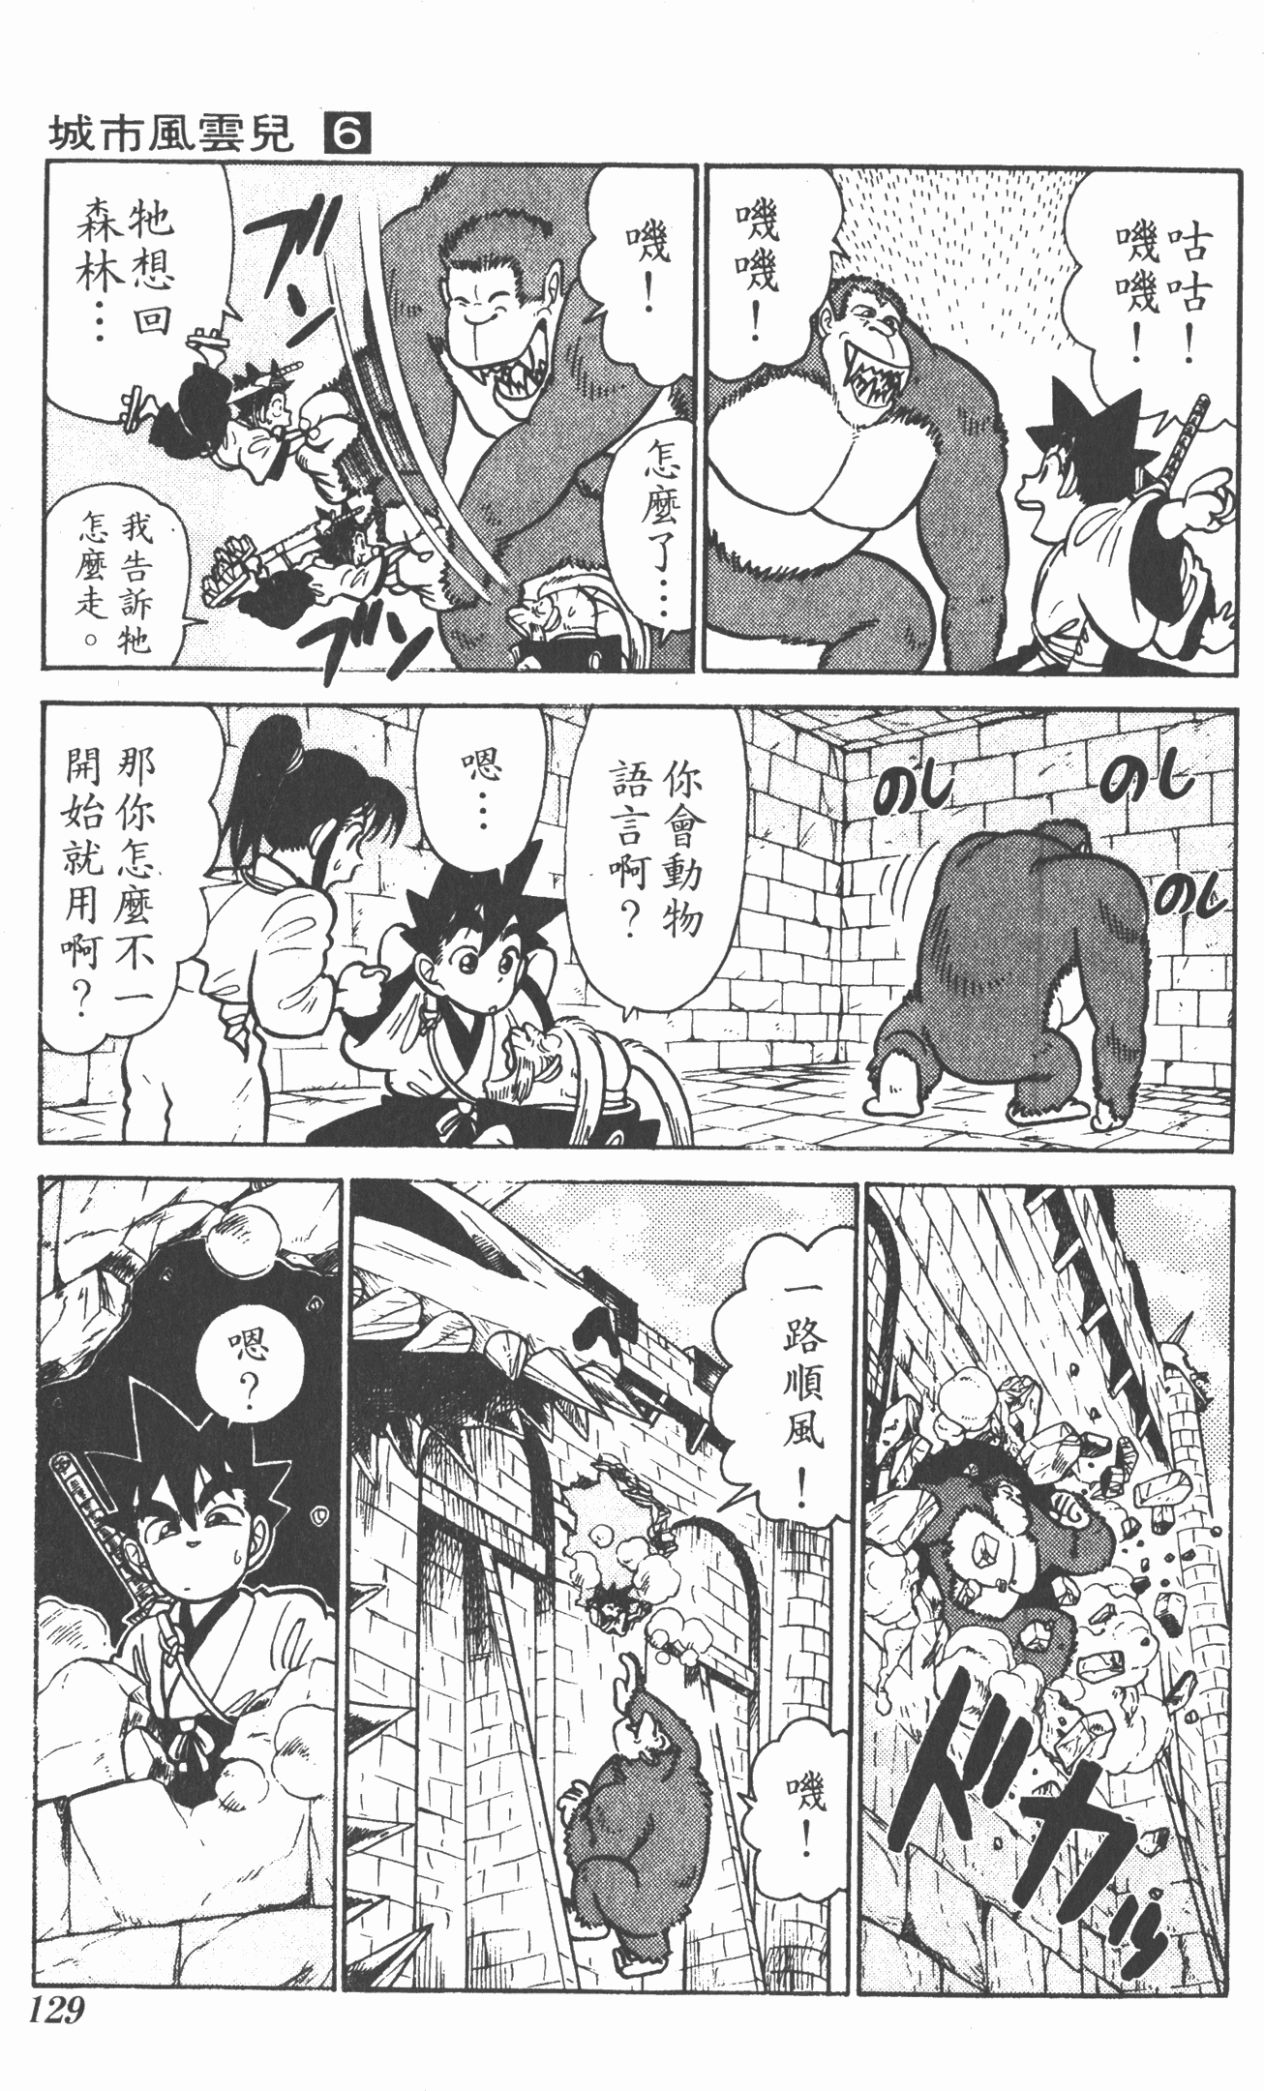 城市風雲兒 6
咕咕！
嘰嘰！
嘰嘰！
嘰！
怎麼了…
牠想回
森林…
我告訴牠
怎麼走。
ブン
ブン
のし
のし
のし
你會動物
語言啊？
嗯…
那你怎麼不一
開始就用啊？
ドカッ
一路順風！
嘰！
嗯？
129